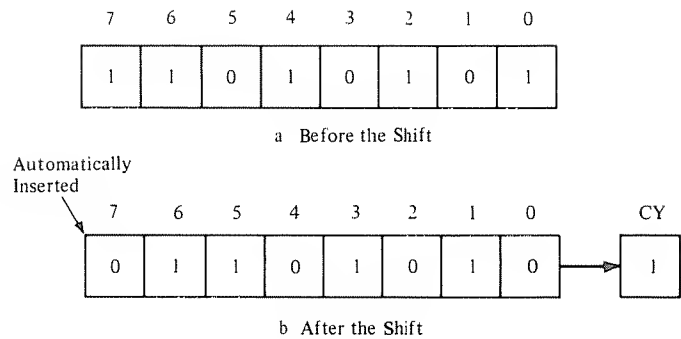 7 6 5 4 3 2 1 0
1 1 0 1 0 1 0 1
a Before the Shift
Automatically
Inserted
7 6 5 4 3 2 1 0 CY
0 1 1 0 1 0 1 0 1
b After the Shift